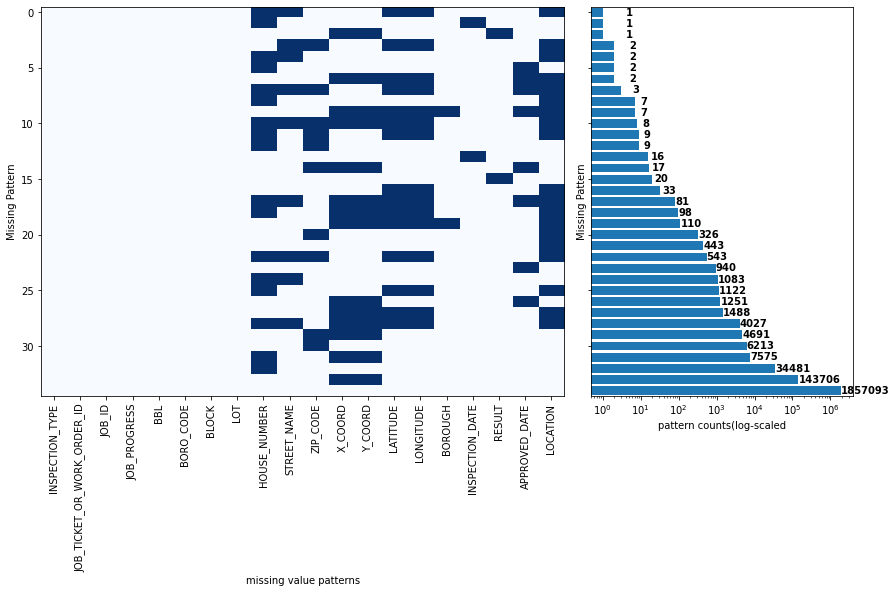 0
5
10
15
20
25
30
Missing Pattern
INSPECTION_TYPE
JOB_TICKET_OR_WORK_ORDER_ID
JOB_ID
JOB_PROGRESS
BBL
BORO_CODE
BLOCK
LOT
HOUSE_NUMBER
STREET_NAME
ZIP_CODE
X_COORD
Y_COORD
LATITUDE
LONGITUDE
BOROUGH
INSPECTION_DATE
RESULT
APPROVED_DATE
LOCATION
missing value patterns
Missing Pattern
1
1
1
2
2
2
2
3
7
7
8
9
9
16
17
20
33
81
98
110
326
443
543
940
1083
1122
1251
1488
4027
4691
6213
7575
34481
143706
1857093
10⁰ 10¹ 10² 10³ 10⁴ 10⁵ 10⁶
pattern counts(log-scaled